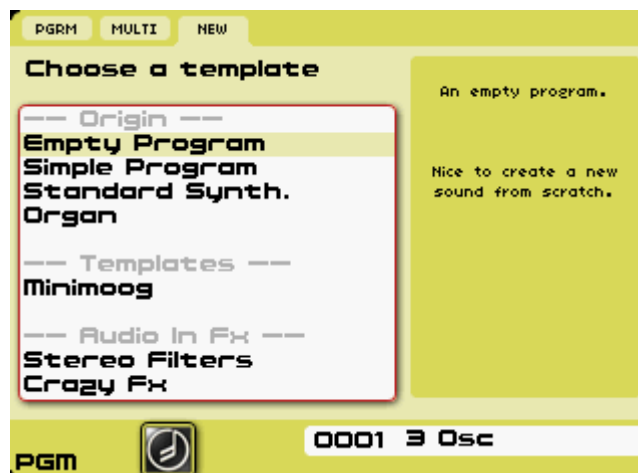 PGRM MULTI NEW
Choose a template
—— Origin ——
Empty Program
Simple Program
Standard Synth.
Organ
—— Templates ——
Minimoog
—— Audio In Fx ——
Stereo Filters
Crazy Fx
An empty program.
Nice to create a new
sound from scratch.
PGM
0001 3 Osc